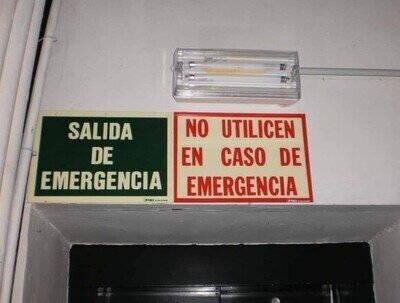 SALIDA
DE
EMERGENCIA
NO UTILICEN
EN CASO DE
EMERGENCIA